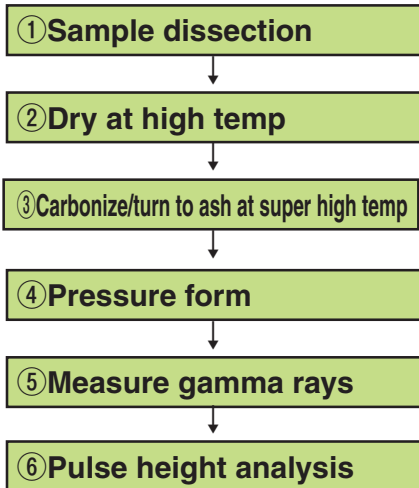 ①Sample dissection
②Dry at high temp
③Carbonize/turn to ash at super high temp
④Pressure form
⑤Measure gamma rays
⑥Pulse height analysis